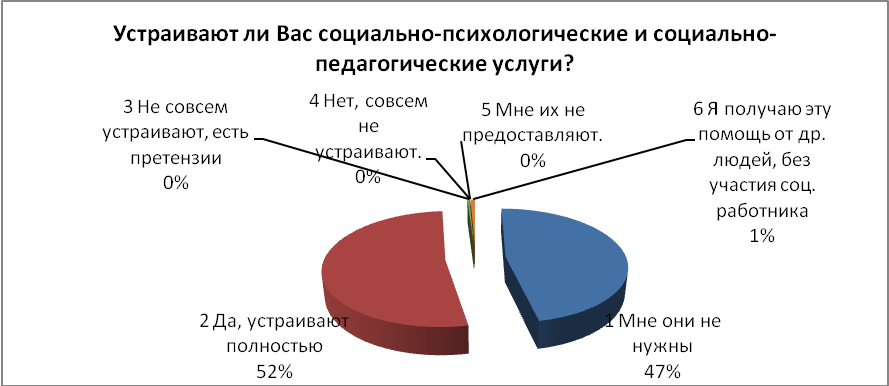 Устраивают ли Вас социально-психологические и социально-
педагогические услуги?
3 Не совсем
устраивают, есть
претензии
0%
4 Нет, совсем
не
устраивают.
0%
5 Мне их не
предоставляют.
0%
6 Я получаю эту
помощь от др.
людей, без
участия соц.
работника
1%
2 Да, устраивают
полностью
52%
1 Мне они не
нужны
47%